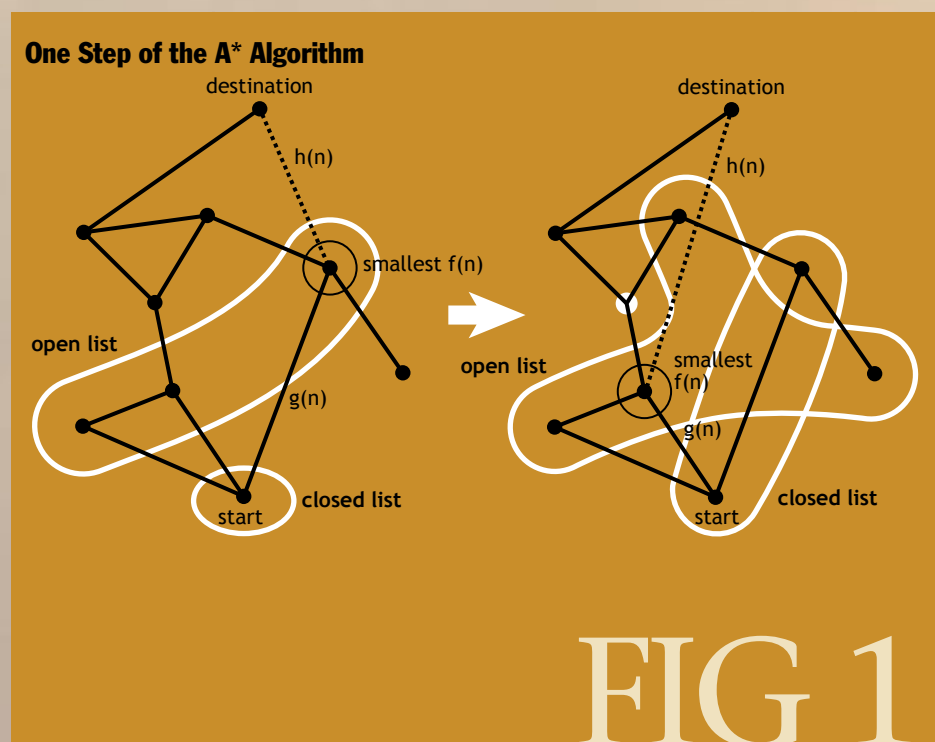 One Step of the A* Algorithm
destination
h(n)
smallest f(n)
open list
g(n)
closed list
start
destination
h(n)
open list
smallest
f(n)
g(n)
closed list
start
FIG 1